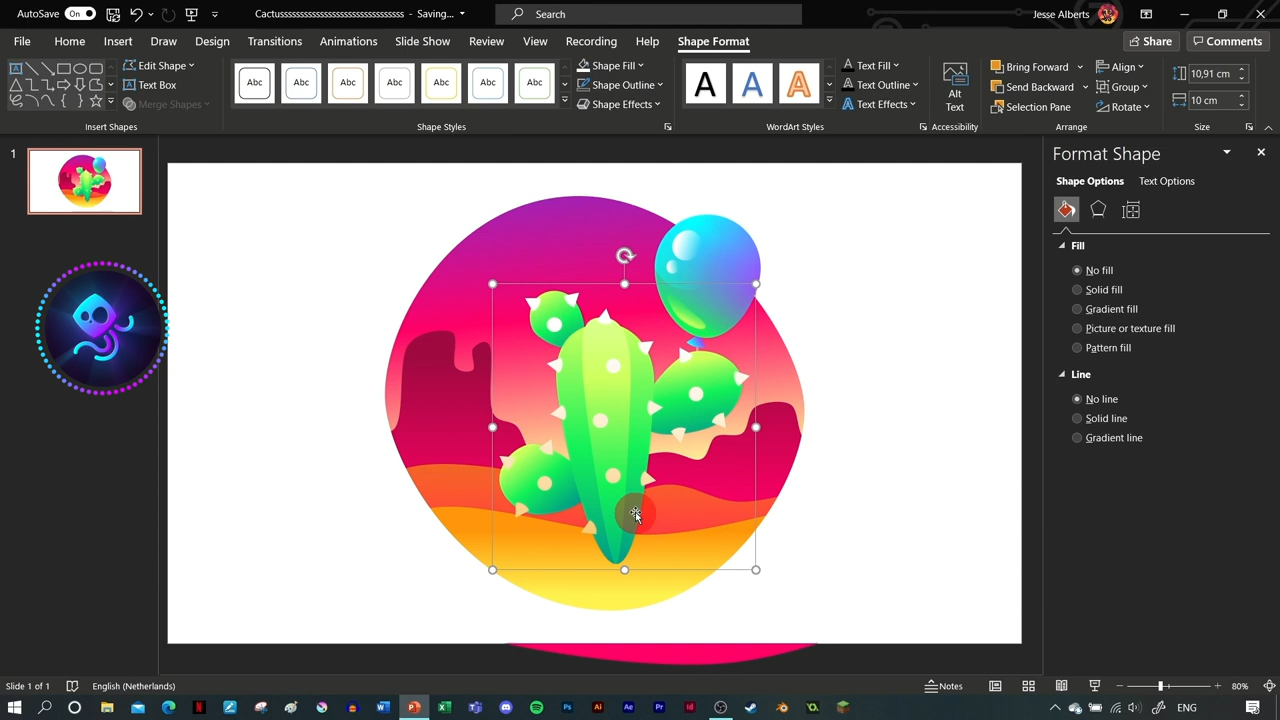 AutoSave On Cactusssssssssssssssssssssssssssssss - Saving... Search Jesse Alberts
File Home Insert Draw Design Transitions Animations Slide Show Review View Recording Help Shape Format Share Comments
Edit Shape
Text Box
Merge Shapes
Insert Shapes
Abc Abc Abc Abc Abc Abc Abc
Shape Fill
Shape Outline
Shape Effects
Shape Styles
A A A
Text Fill
Text Outline
Text Effects
WordArt Styles
Alt
Text
Accessibility
Bring Forward
Send Backward
Selection Pane
Align
Group
Rotate
Arrange
10,91 cm
10 cm
Size
1
Format Shape
Shape Options Text Options
Fill
No fill
Solid fill
Gradient fill
Picture or texture fill
Pattern fill
Line
No line
Solid line
Gradient line
Slide 1 of 1 English (Netherlands) Notes 80%
ENG